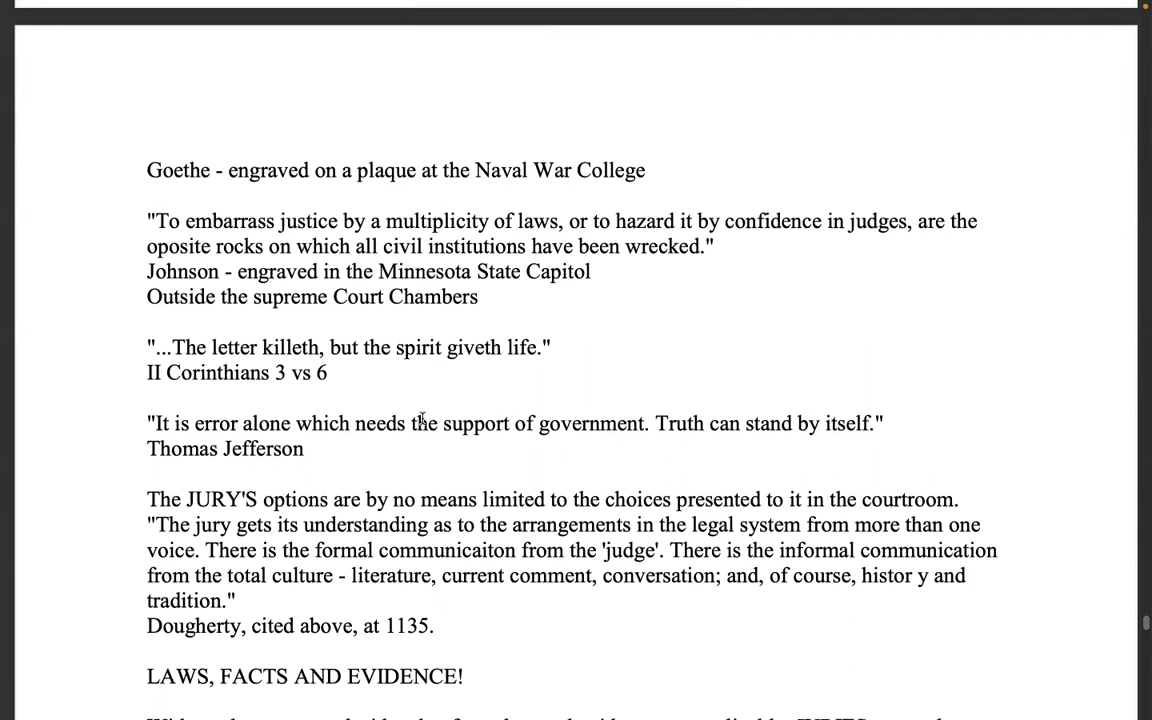 Goethe - engraved on a plaque at the Naval War College
"To embarrass justice by a multiplicity of laws, or to hazard it by confidence in judges, are the
oposite rocks on which all civil institutions have been wrecked."
Johnson - engraved in the Minnesota State Capitol
Outside the supreme Court Chambers
"...The letter killeth, but the spirit giveth life."
II Corinthians 3 vs 6
"It is error alone which needs the support of government. Truth can stand by itself."
Thomas Jefferson
The JURY'S options are by no means limited to the choices presented to it in the courtroom.
"The jury gets its understanding as to the arrangements in the legal system from more than one
voice. There is the formal communicaiton from the 'judge'. There is the informal communication
from the total culture - literature, current comment, conversation; and, of course, histor y and
tradition."
Dougherty, cited above, at 1135.
LAWS, FACTS AND EVIDENCE!